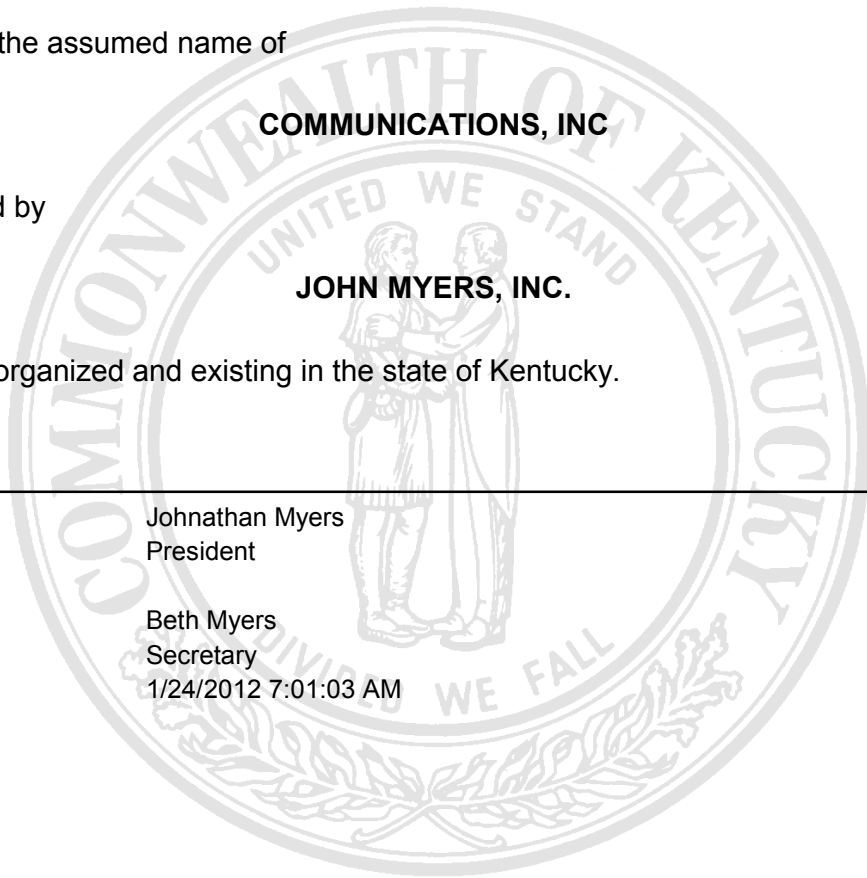 the assumed name of
COMMUNICATIONS, INC
d by
JOHN MYERS, INC.
organized and existing in the state of Kentucky.
Johnathan Myers
President
Beth Myers
Secretary
1/24/2012 7:01:03 AM
COMMONWEALTH OF KENTUCKY
UNITED WE STAND
DIVIDED WE FALL